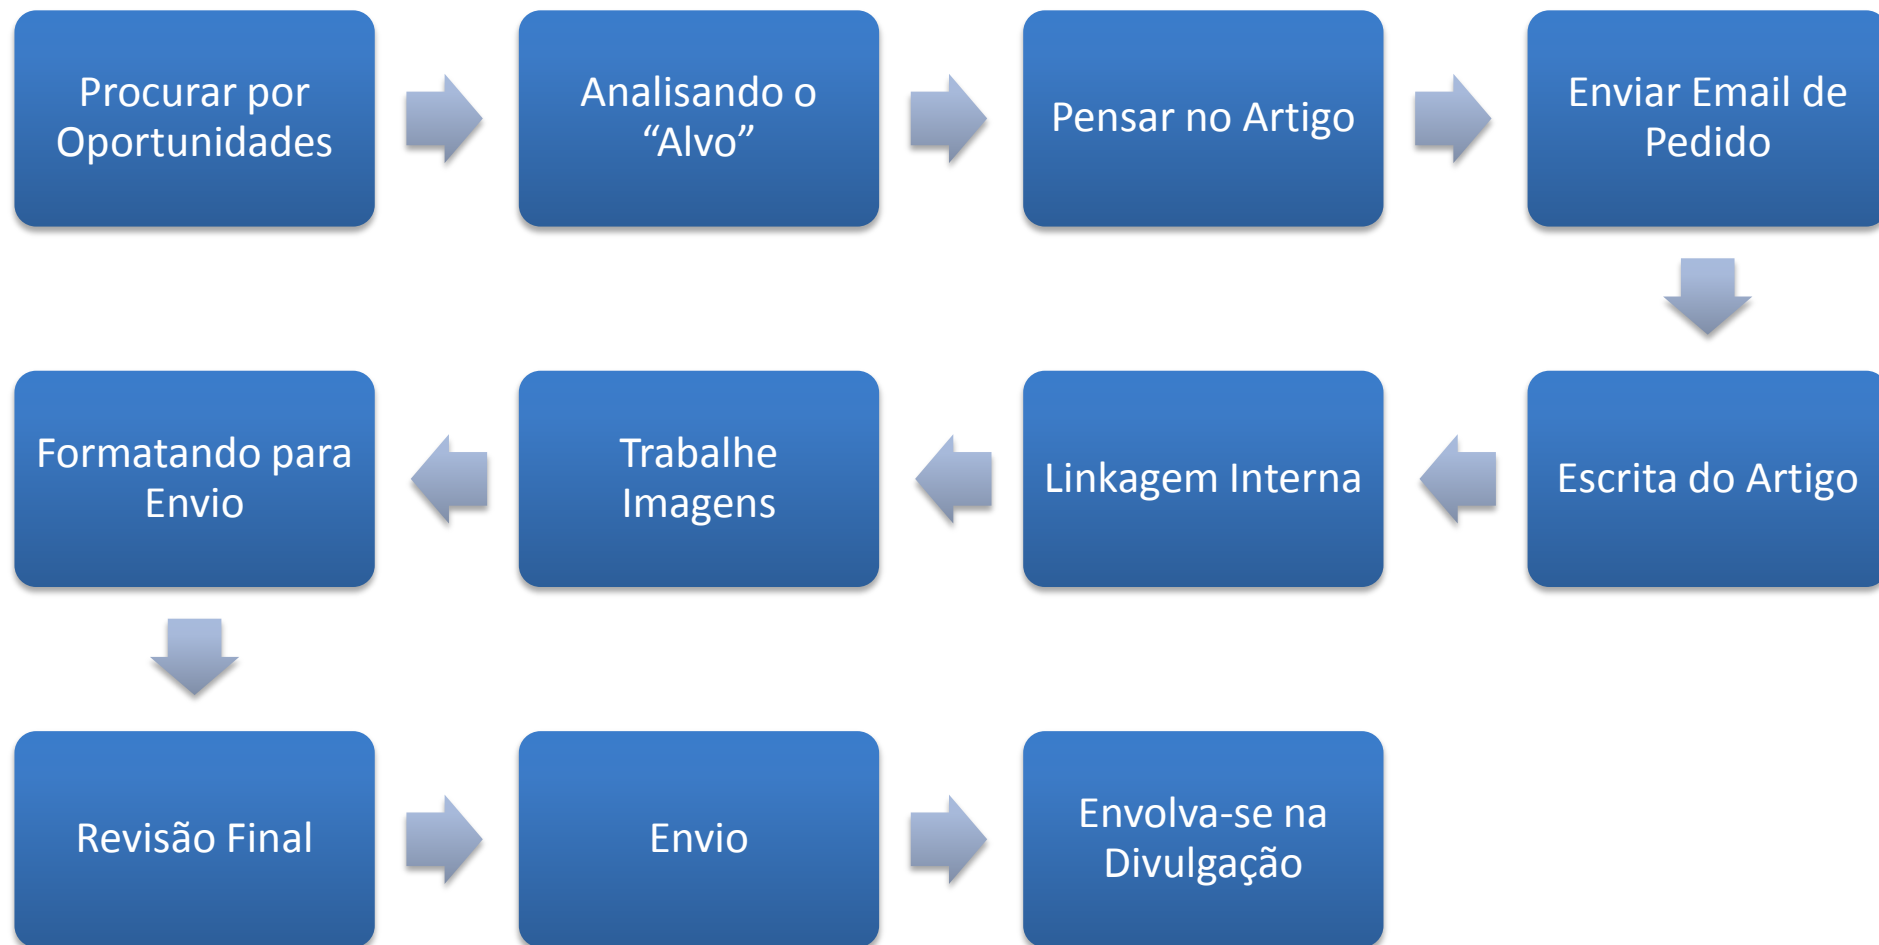 Procurar por
Oportunidades
Analisando o
“Alvo”
Pensar no Artigo
Enviar Email de
Pedido
Escrita do Artigo
Linkagem Interna
Trabalhe
Imagens
Formatando para
Envio
Revisão Final
Envio
Envolva-se na
Divulgação